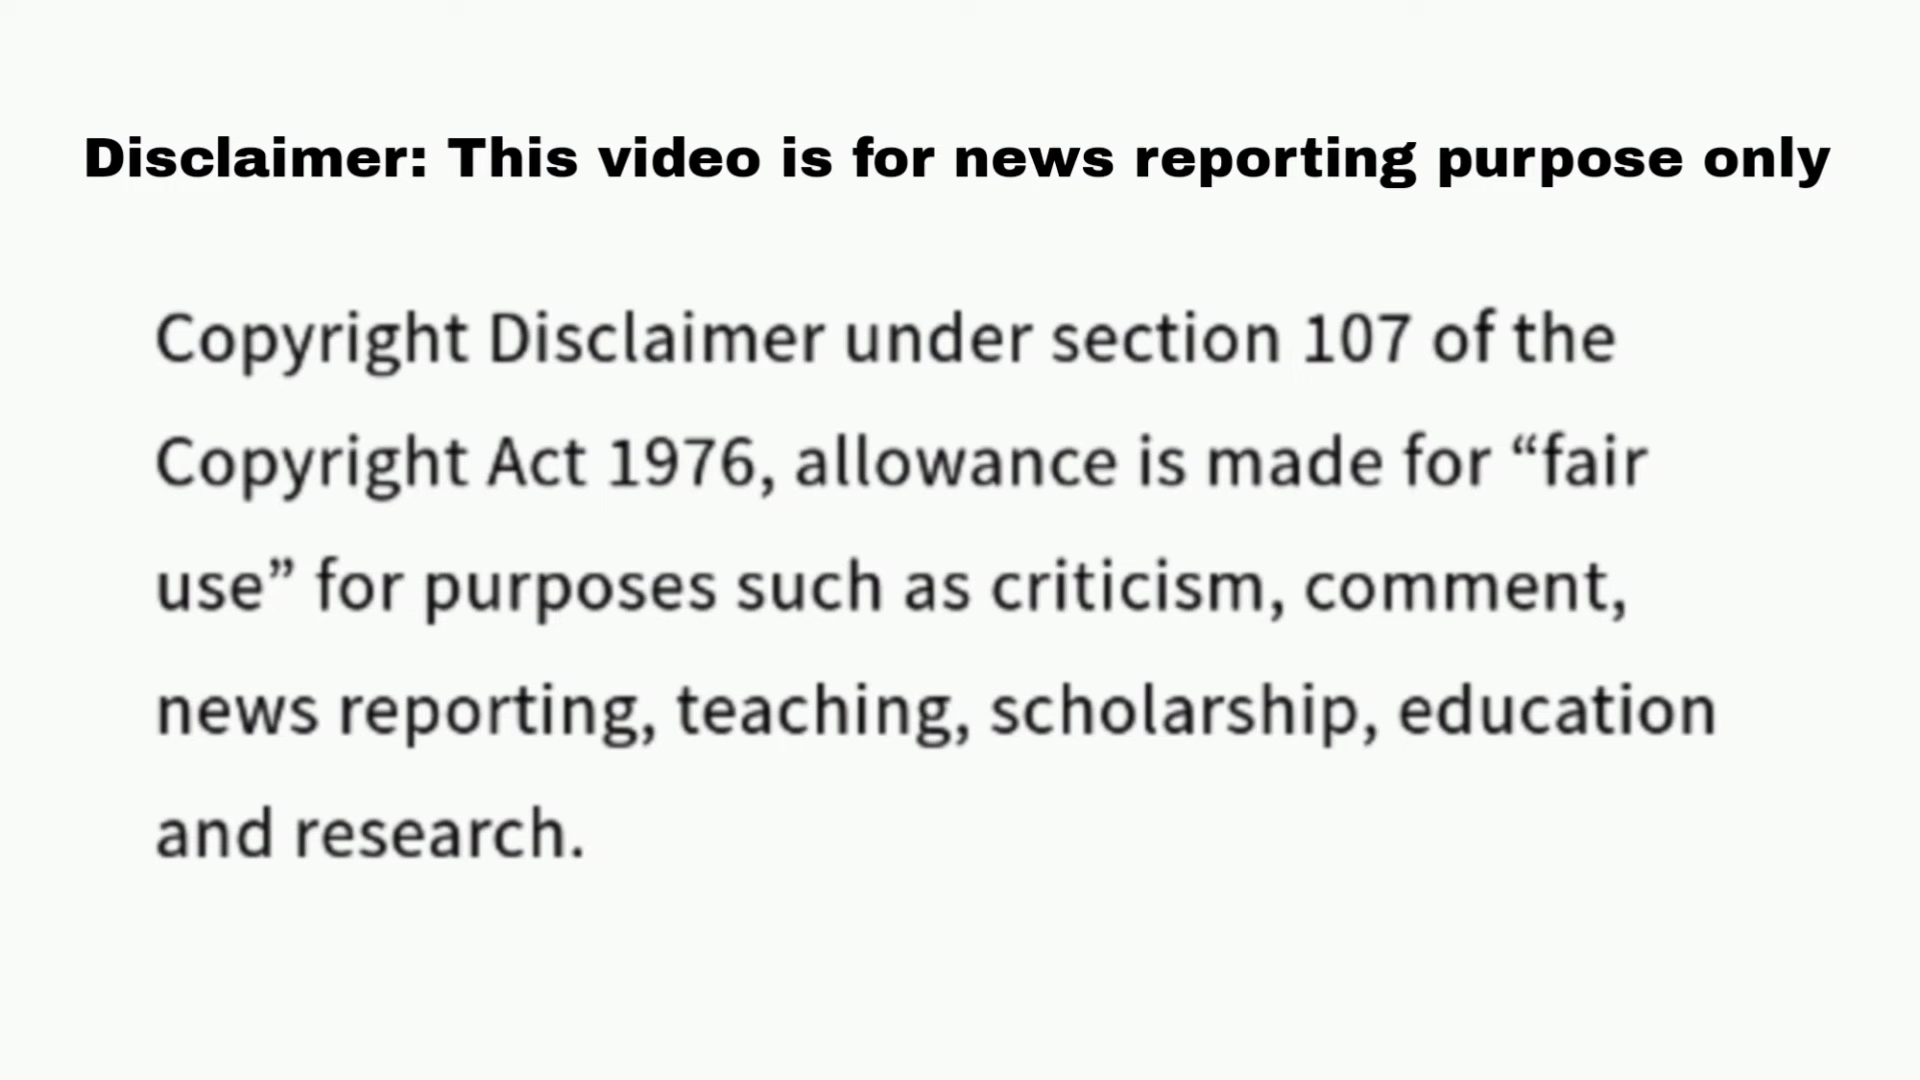 Disclaimer: This video is for news reporting purpose only
Copyright Disclaimer under section 107 of the
Copyright Act 1976, allowance is made for “fair
use” for purposes such as criticism, comment,
news reporting, teaching, scholarship, education
and research.